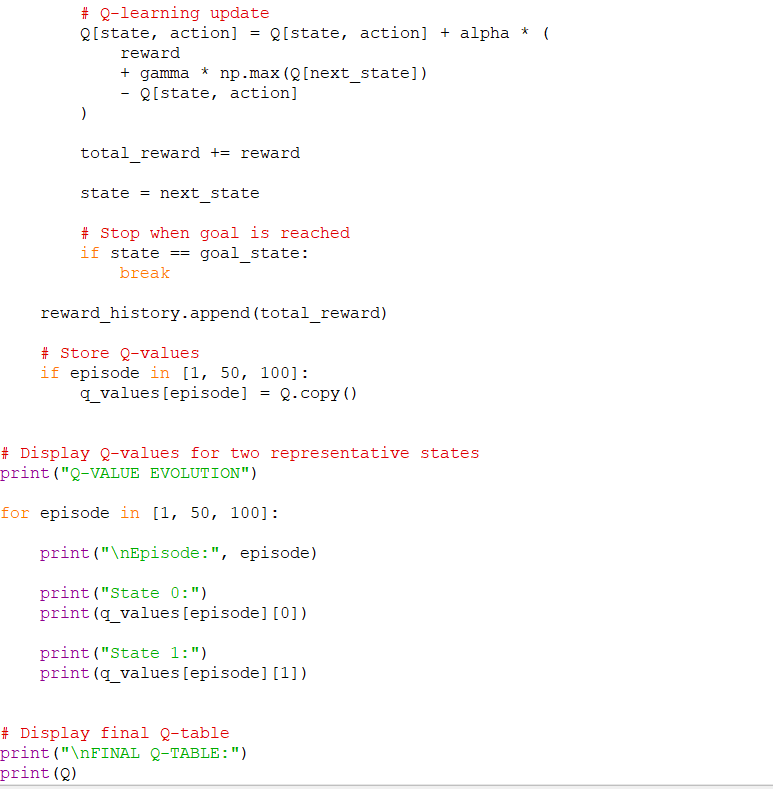 # Q-learning update
Q[state, action] = Q[state, action] + alpha * (
reward
+ gamma * np.max(Q[next_state])
- Q[state, action]
)
total_reward += reward
state = next_state
# Stop when goal is reached
if state == goal_state:
break
reward_history.append(total_reward)
# Store Q-values
if episode in [1, 50, 100]:
q_values[episode] = Q.copy()
# Display Q-values for two representative states
print("Q-VALUE EVOLUTION")
for episode in [1, 50, 100]:
print("\nEpisode:", episode)
print("State 0:")
print(q_values[episode][0])
print("State 1:")
print(q_values[episode][1])
# Display final Q-table
print("\nFINAL Q-TABLE:")
print(Q)